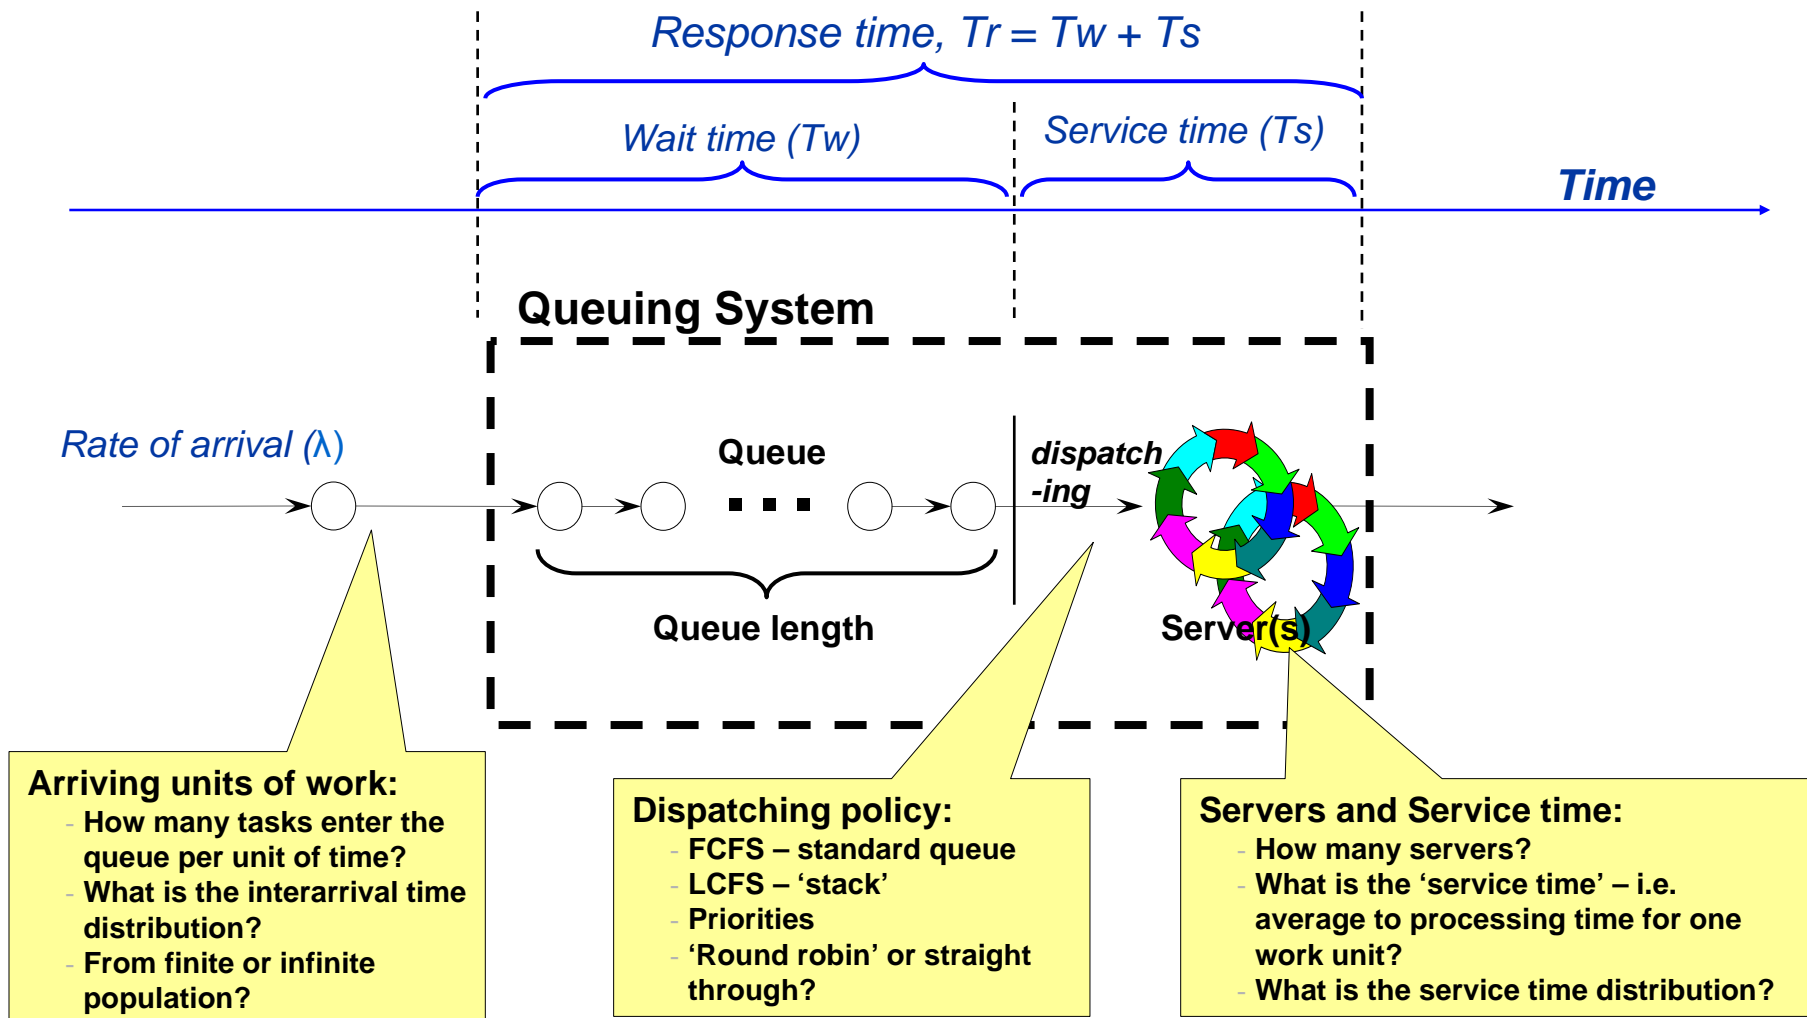 Response time, Tr = Tw + Ts
Wait time (Tw)
Service time (Ts)
Time
Queuing System
Rate of arrival (λ)
Queue
dispatch
-ing
Queue length
Server(s)
Arriving units of work:
- How many tasks enter the
queue per unit of time?
- What is the interarrival time
distribution?
- From finite or infinite
population?
Dispatching policy:
- FCFS – standard queue
- LCFS – ‘stack’
- Priorities
- ‘Round robin’ or straight
through?
Servers and Service time:
- How many servers?
- What is the ‘service time’ – i.e.
average to processing time for one
work unit?
- What is the service time distribution?